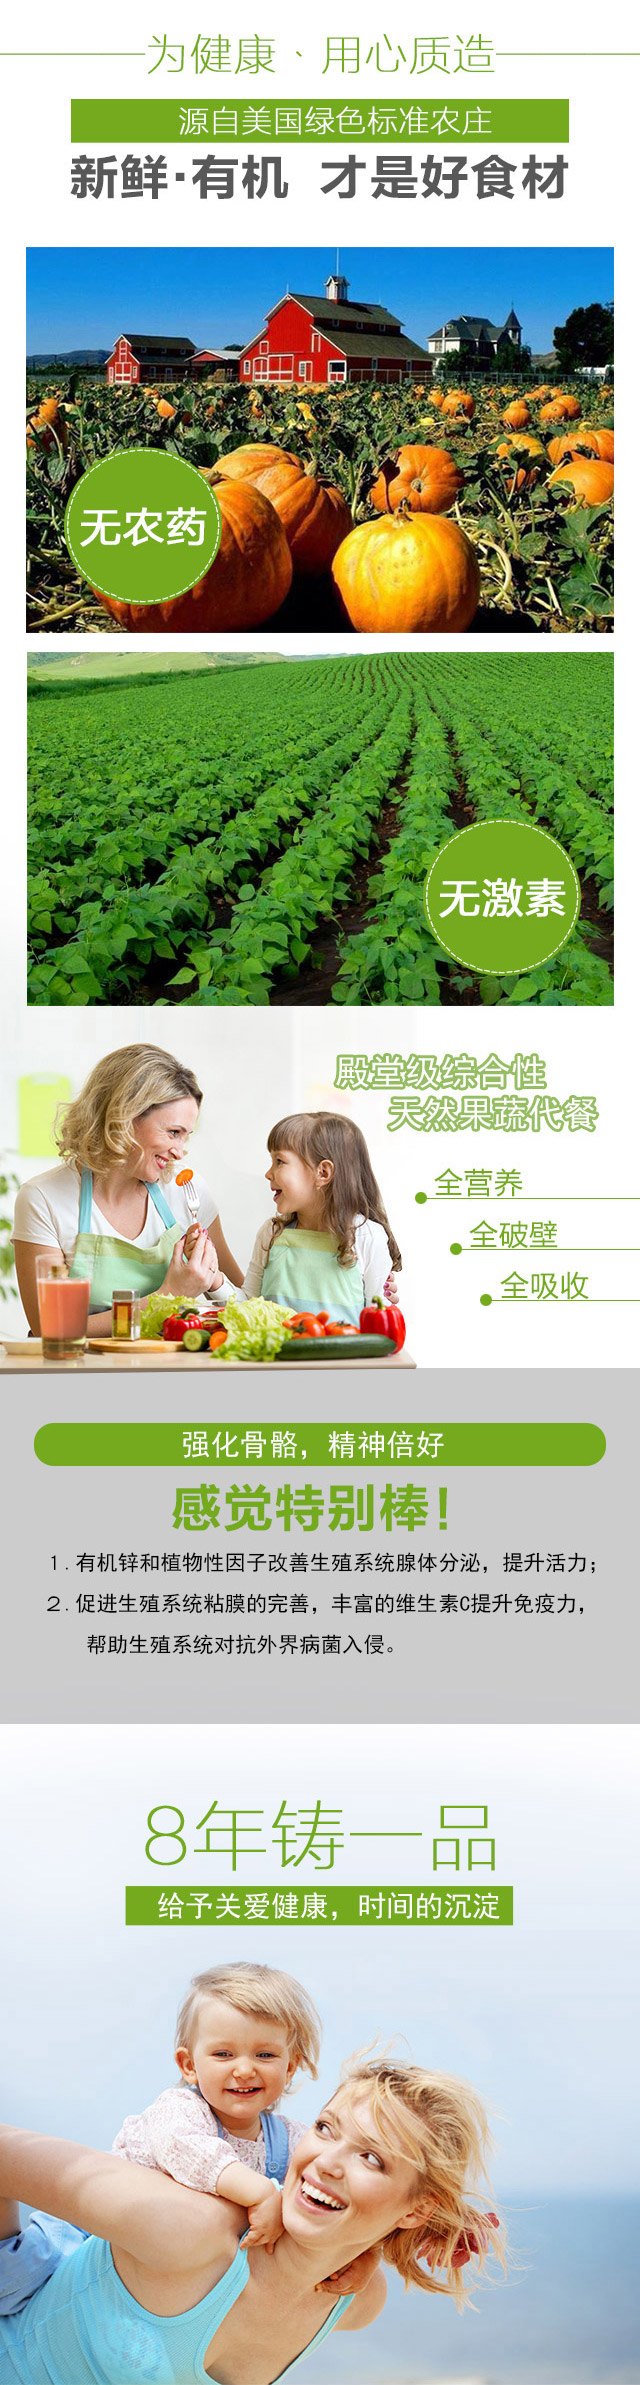 为健康、用心质造
源自美国绿色标准农庄
新鲜·有机 才是好食材
无农药
无激素
殿堂级综合性
天然果蔬代餐
全营养
全破壁
全吸收
强化骨骼，精神倍好
感觉特别棒！
1.有机锌和植物性因子改善生殖系统腺体分泌，提升活力；
2.促进生殖系统粘膜的完善，丰富的维生素C提升免疫力，
帮助生殖系统对抗外界病菌入侵。
8年铸一品
给予关爱健康，时间的沉淀